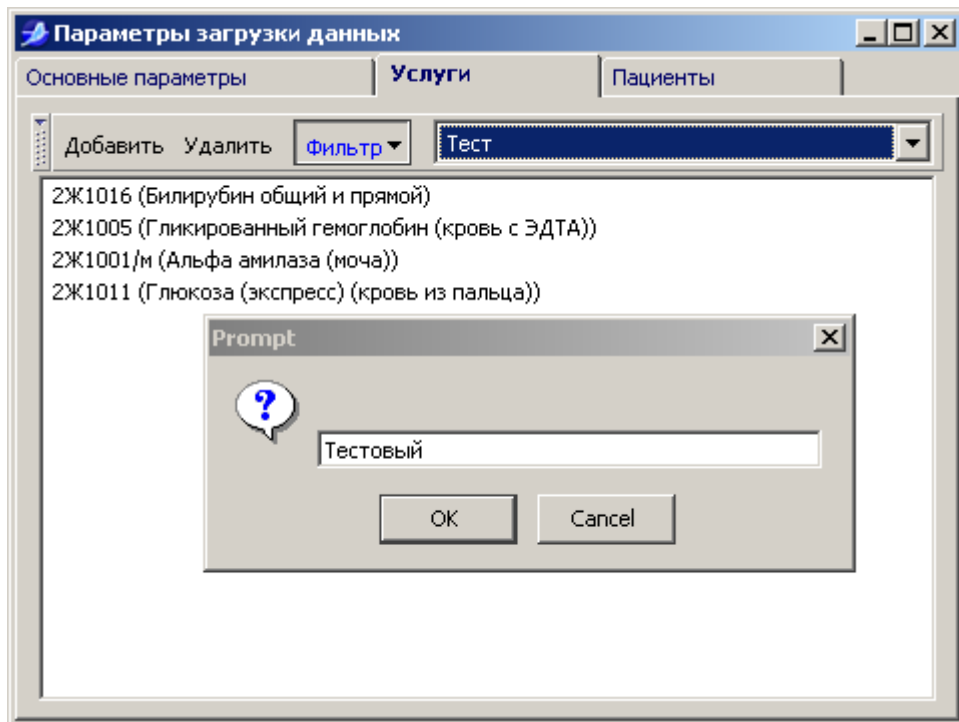 Параметры загрузки данных
Основные параметры Услуги Пациенты
Добавить Удалить Фильтр Тест
2Ж1016 (Билирубин общий и прямой)
2Ж1005 (Гликированный гемоглобин (кровь с ЭДТА))
2Ж1001/м (Альфа амилаза (моча))
2Ж1011 (Глюкоза (экспресс) (кровь из пальца))
Prompt
?
Тестовый
OK Cancel